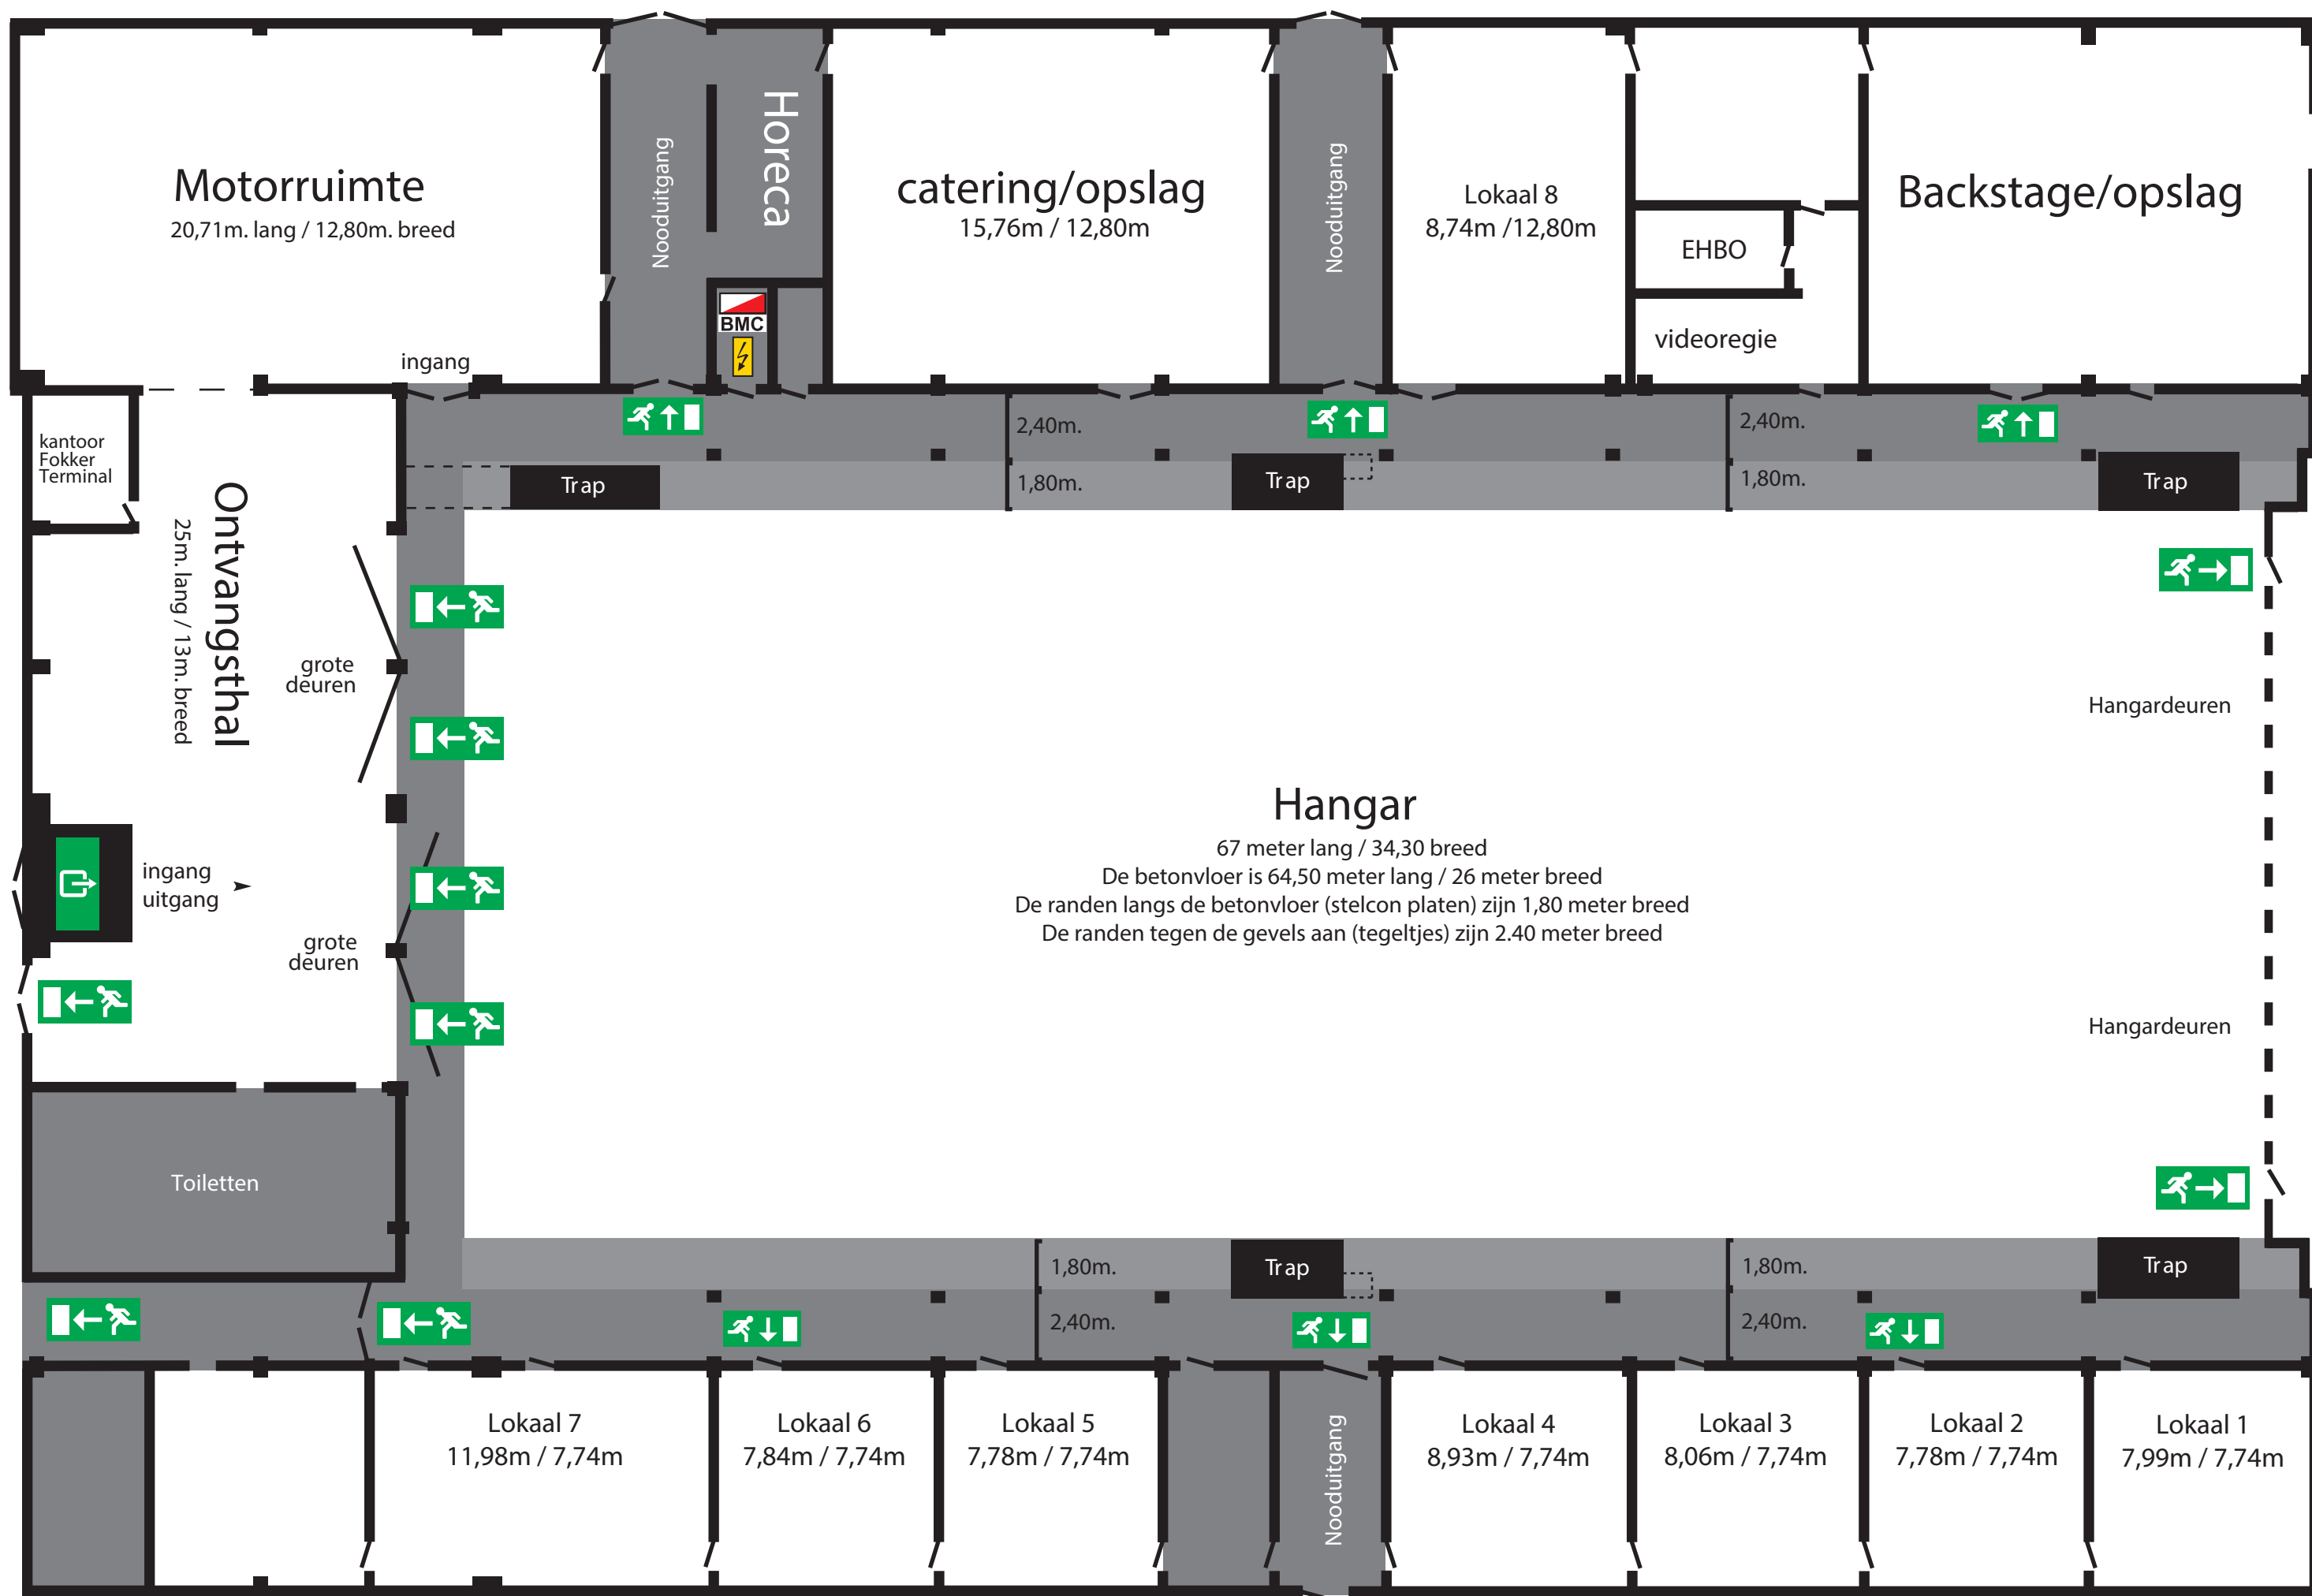 Motorruimte
20,71m. lang / 12,80m. breed
ingang
Nooduitgang
Horeca
BMC
catering/opslag
15,76m / 12,80m
Nooduitgang
Lokaal 8
8,74m /12,80m
EHBO
videoregie
Backstage/opslag
kantoor
Fokker
Terminal
2,40m.
1,80m.
2,40m.
1,80m.
Trap
Trap
Trap
Ontvangsthal
25m. lang / 13m. breed
grote
deuren
ingang
uitgang
grote
deuren
Hangardeuren
Hangar
67 meter lang / 34,30 breed
De betonvloer is 64,50 meter lang / 26 meter breed
De randen langs de betonvloer (stelcon platen) zijn 1,80 meter breed
De randen tegen de gevels aan (tegeltjes) zijn 2.40 meter breed
Hangardeuren
Toiletten
1,80m.
2,40m.
Trap
1,80m.
2,40m.
Trap
Lokaal 7
11,98m / 7,74m
Lokaal 6
7,84m / 7,74m
Lokaal 5
7,78m / 7,74m
Nooduitgang
Lokaal 4
8,93m / 7,74m
Lokaal 3
8,06m / 7,74m
Lokaal 2
7,78m / 7,74m
Lokaal 1
7,99m / 7,74m